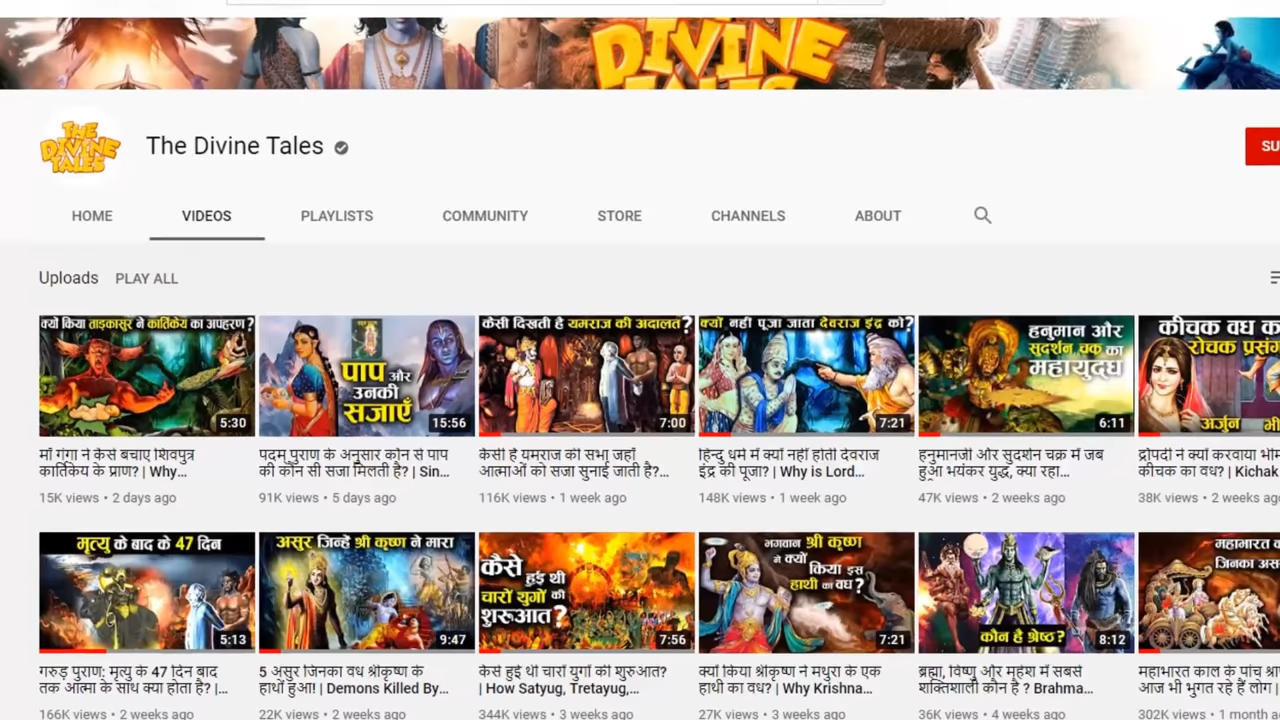 DIVINE
TALES
THE
DIVINE
TALES
The Divine Tales
SU
HOME
VIDEOS
PLAYLISTS
COMMUNITY
STORE
CHANNELS
ABOUT
Uploads
PLAY ALL
क्यों किया ताड़कासुर ने कार्तिकेय का अपहरण?
5:30
पाप और
उनकी
सजाएँ
15:56
कैसी दिखती है यमराज की अदालत?
7:00
क्यों नहीं पूजा जाता देवराज इंद्र को?
7:21
हनुमान और
सुदर्शन चक्र का
महायुद्ध
6:11
कीचक वध क
रोचक प्रसंग
अर्जुन भी
माँ गंगा ने कैसे बचाए शिवपुत्र
कार्तिकेय के प्राण? | Why...
15K views • 2 days ago
पदम् पुराण के अनुसार कौन से पाप
की कौन सी सजा मिलती है? | Sin...
91K views • 5 days ago
कैसी है यमराज की सभा जहाँ
आत्माओं को सजा सुनाई जाती है?...
116K views • 1 week ago
हिन्दू धर्म में क्यों नहीं होती देवराज
इंद्र की पूजा? | Why is Lord...
148K views • 1 week ago
हनुमानजी और सुदर्शन चक्र में जब
हुआ भयंकर युद्ध, क्या रहा...
47K views • 2 weeks ago
द्रौपदी ने क्यों करवाया भीम
कीचक का वध? | Kichak
38K views • 2 weeks ago
मृत्यु के बाद के 47 दिन
5:13
असुर जिन्हें श्री कृष्ण ने मारा
9:47
कैसे हुई थी
चारों युगों की
शुरुआत?
7:56
भगवान श्री कृष्ण
ने क्यों
किया इस
हाथी का वध?
7:21
कौन है श्रेष्ठ?
8:12
महाभारत क
जिनका अस
गरुड़ पुराण: मृत्यु के 47 दिन बाद
तक आत्मा के साथ क्या होता है? |...
166K views • 2 weeks ago
5 असुर जिनका वध श्रीकृष्ण के
हाथों हुआ! | Demons Killed By...
22K views • 2 weeks ago
कैसे हुई थी चारों युगों की शुरुआत?
| How Satyug, Tretayug,...
344K views • 3 weeks ago
क्यों किया श्रीकृष्ण ने मथुरा के एक
हाथी का वध? | Why Krishna...
27K views • 3 weeks ago
ब्रह्मा, विष्णु और महेश में सबसे
शक्तिशाली कौन है ? Brahma...
36K views • 4 weeks ago
महाभारत काल के पांच श्रा
आज भी भुगत रहे हैं लोग |
302K views • 1 month ag